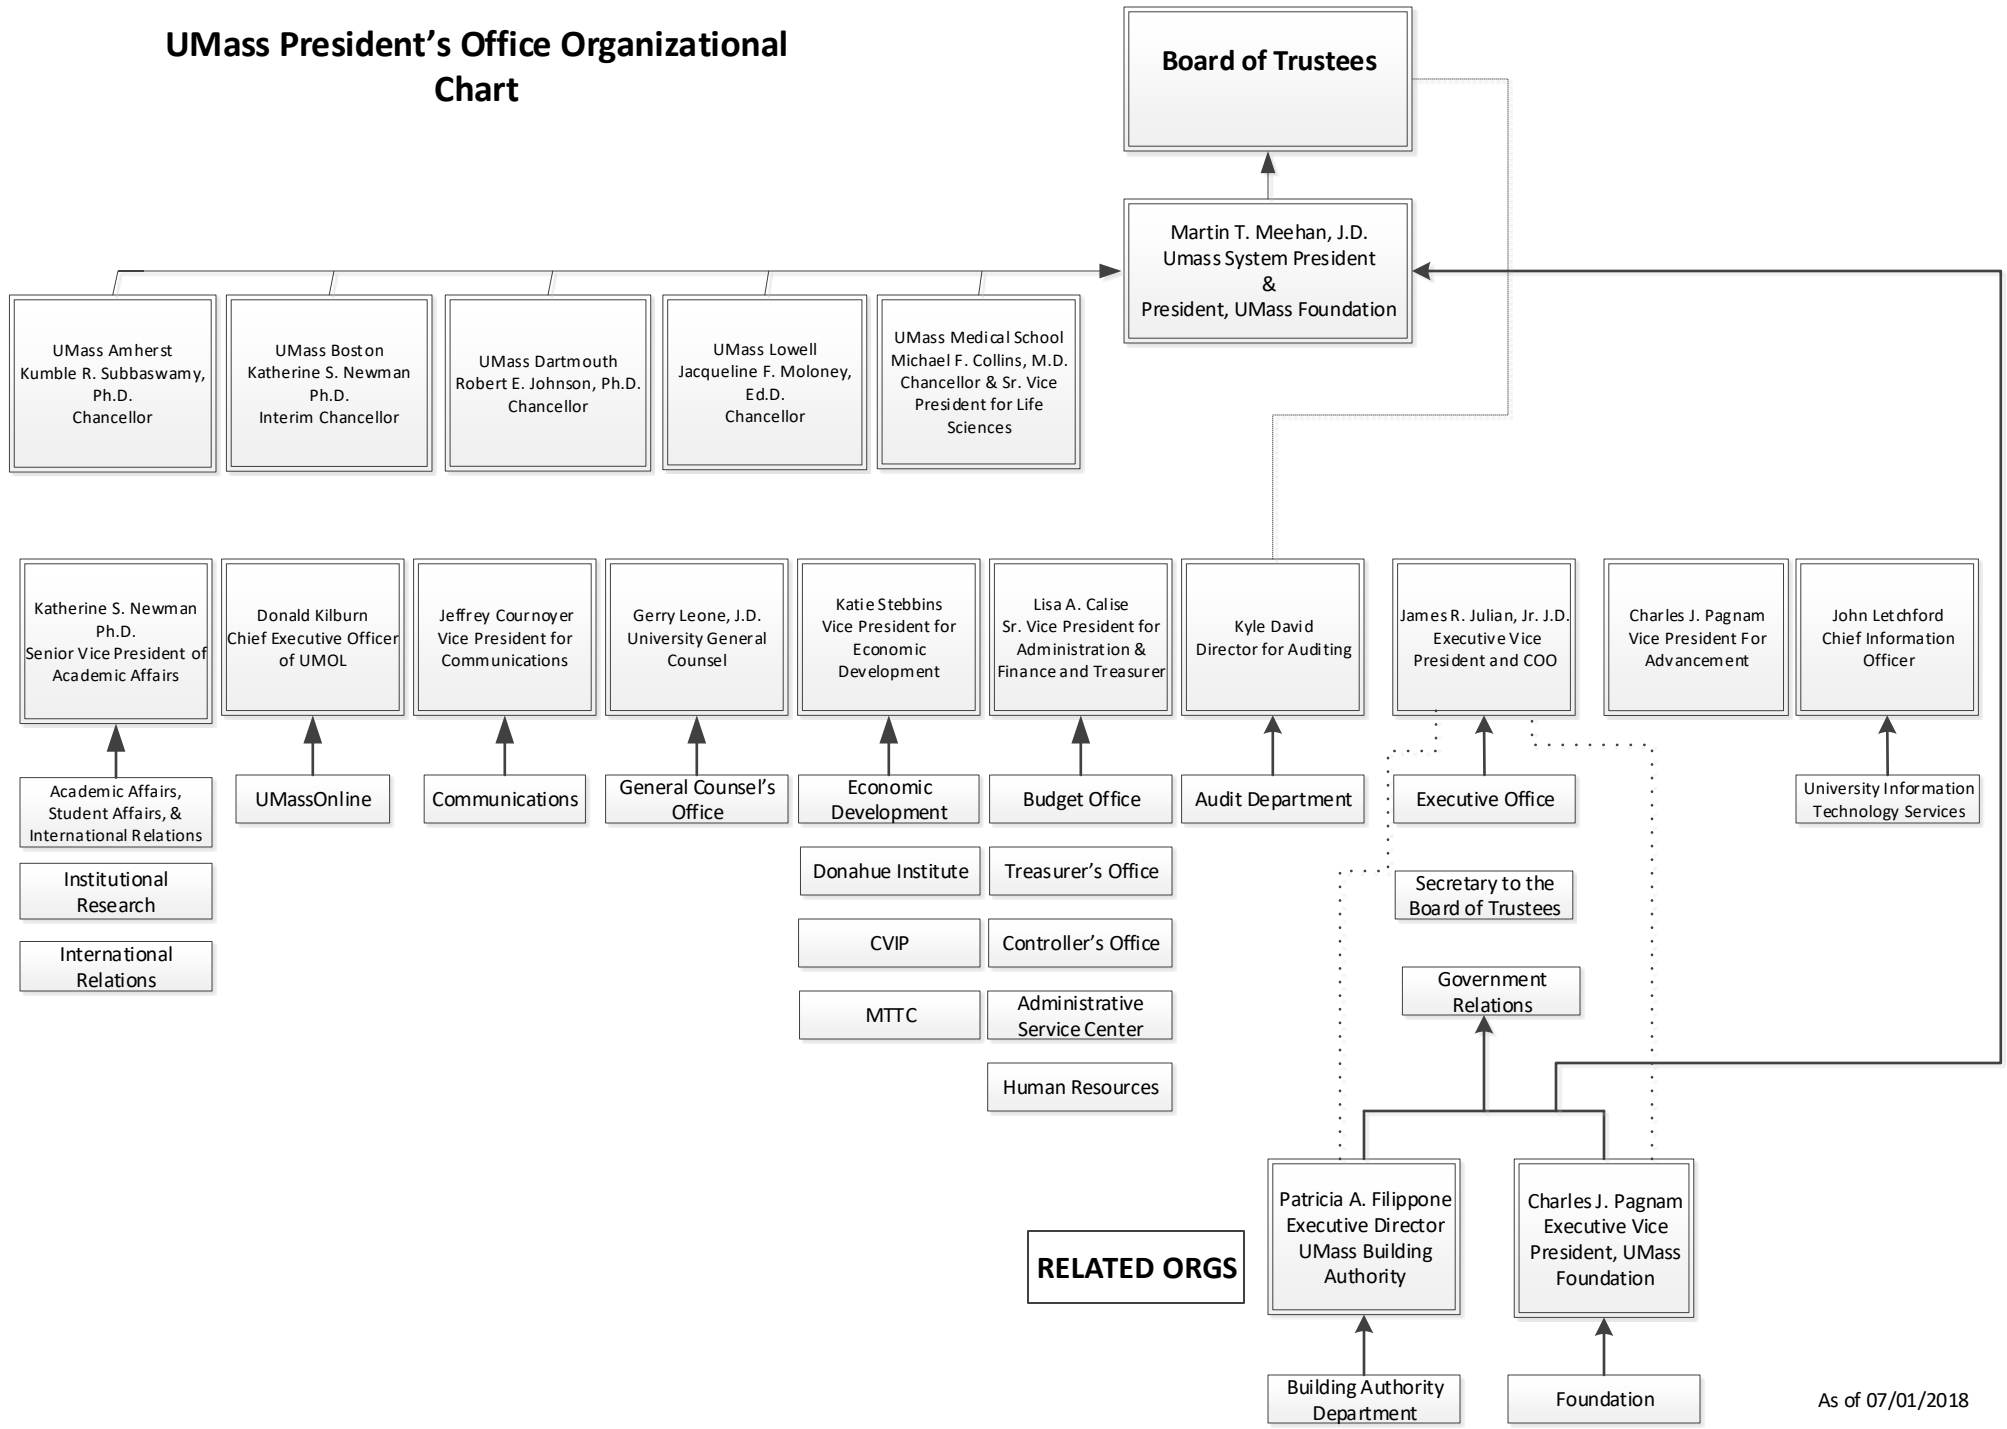 UMass President’s Office Organizational
Chart
Board of Trustees
Martin T. Meehan, J.D.
Umass System President
&
President, UMass Foundation
UMass Amherst
Kumble R. Subbaswamy,
Ph.D.
Chancellor
UMass Boston
Katherine S. Newman
Ph.D.
Interim Chancellor
UMass Dartmouth
Robert E. Johnson, Ph.D.
Chancellor
UMass Lowell
Jacqueline F. Moloney,
Ed.D.
Chancellor
UMass Medical School
Michael F. Collins, M.D.
Chancellor & Sr. Vice
President for Life
Sciences
Katherine S. Newman
Ph.D.
Senior Vice President of
Academic Affairs
Donald Kilburn
Chief Executive Officer
of UMOL
Jeffrey Cournoyer
Vice President for
Communications
Gerry Leone, J.D.
University General
Counsel
Katie Stebbins
Vice President for
Economic
Development
Lisa A. Calise
Sr. Vice President for
Administration &
Finance and Treasurer
Kyle David
Director for Auditing
James R. Julian, Jr. J.D.
Executive Vice
President and COO
Charles J. Pagnam
Vice President For
Advancement
John Letchford
Chief Information
Officer
Academic Affairs,
Student Affairs, &
International Relations
UMassOnline
Communications
General Counsel’s
Office
Economic
Development
Budget Office
Audit Department
Executive Office
University Information
Technology Services
Institutional
Research
Donahue Institute
Treasurer’s Office
Secretary to the
Board of Trustees
International
Relations
CVIP
Controller’s Office
Government
Relations
MTTC
Administrative
Service Center
Human Resources
RELATED ORGS
Patricia A. Filippone
Executive Director
UMass Building
Authority
Charles J. Pagnam
Executive Vice
President, UMass
Foundation
Building Authority
Department
Foundation
As of 07/01/2018